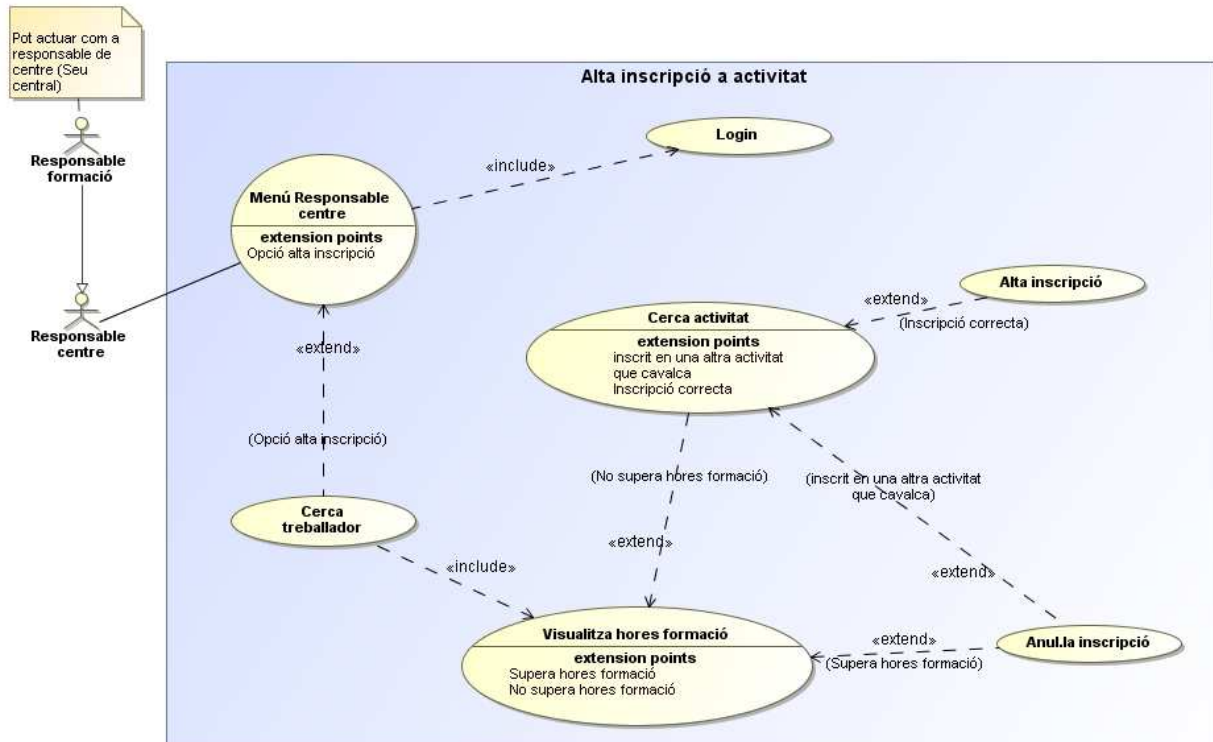 Pot actuar com a
responsable de
centre (Seu
central)
Responsable
formació
Responsable
centre
Alta inscripció a activitat
Login
«include»
Menú Responsable
centre
extension points
Opció alta inscripció
Alta inscripció
«extend»
(Inscripció correcta)
Cerca activitat
extension points
inscrit en una altra activitat
que cavalca
Inscripció correcta
«extend»
(Opció alta inscripció)
(No supera hores formació)
(inscrit en una altra activitat
que cavalca)
Cerca
treballador
«extend»
«include»
«extend»
Visualitza hores formació
extension points
Supera hores formació
No supera hores formació
«extend»
(Supera hores formació)
Anul.la inscripció